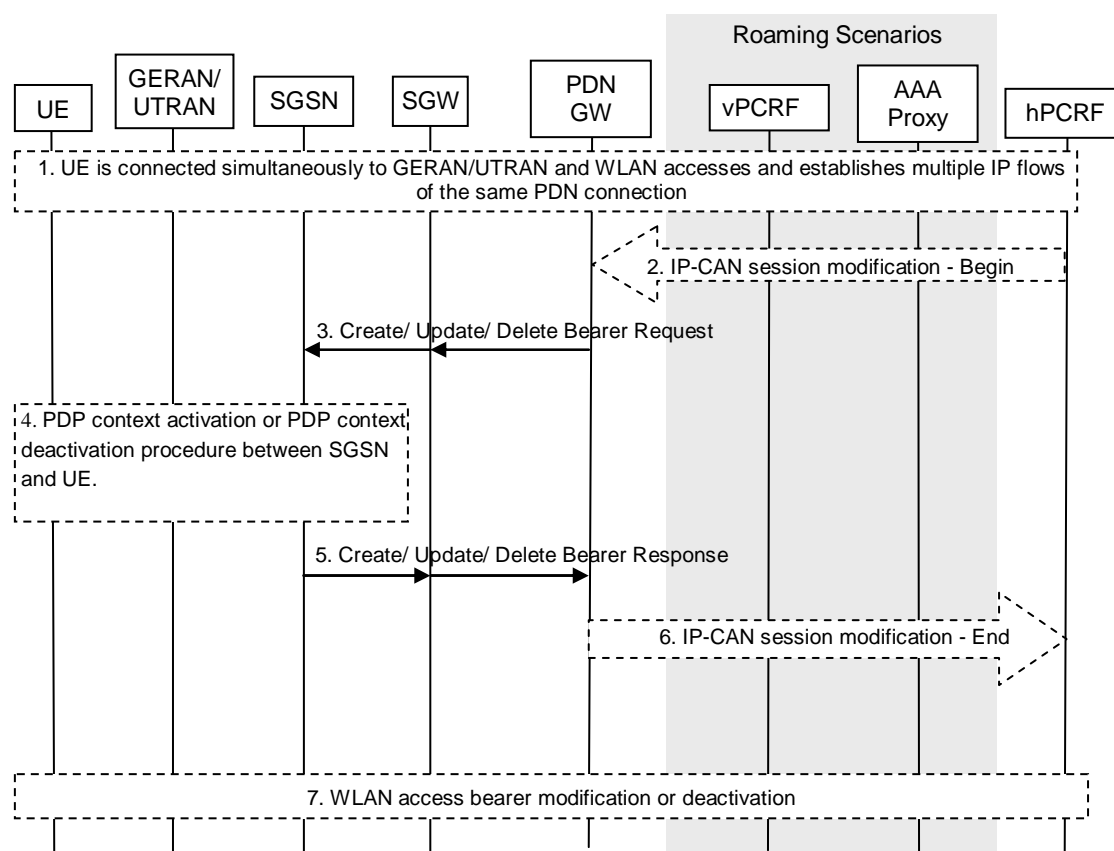 Roaming Scenarios
UE
GERAN/
UTRAN
SGSN
SGW
PDN
GW
vPCRF
AAA
Proxy
hPCRF
1. UE is connected simultaneously to GERAN/UTRAN and WLAN accesses and establishes multiple IP flows
of the same PDN connection
2. IP-CAN session modification - Begin
3. Create/ Update/ Delete Bearer Request
4. PDP context activation or PDP context
deactivation procedure between SGSN
and UE.
5. Create/ Update/ Delete Bearer Response
6. IP-CAN session modification - End
7. WLAN access bearer modification or deactivation